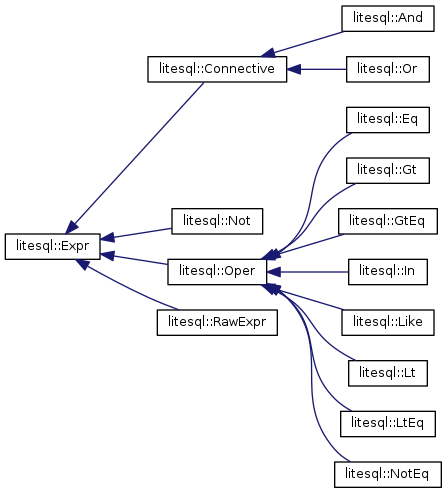 litesql::And
litesql::Connective
litesql::Or
litesql::Eq
litesql::Gt
litesql::Not
litesql::GtEq
litesql::Expr
litesql::Oper
litesql::In
litesql::RawExpr
litesql::Like
litesql::Lt
litesql::LtEq
litesql::NotEq